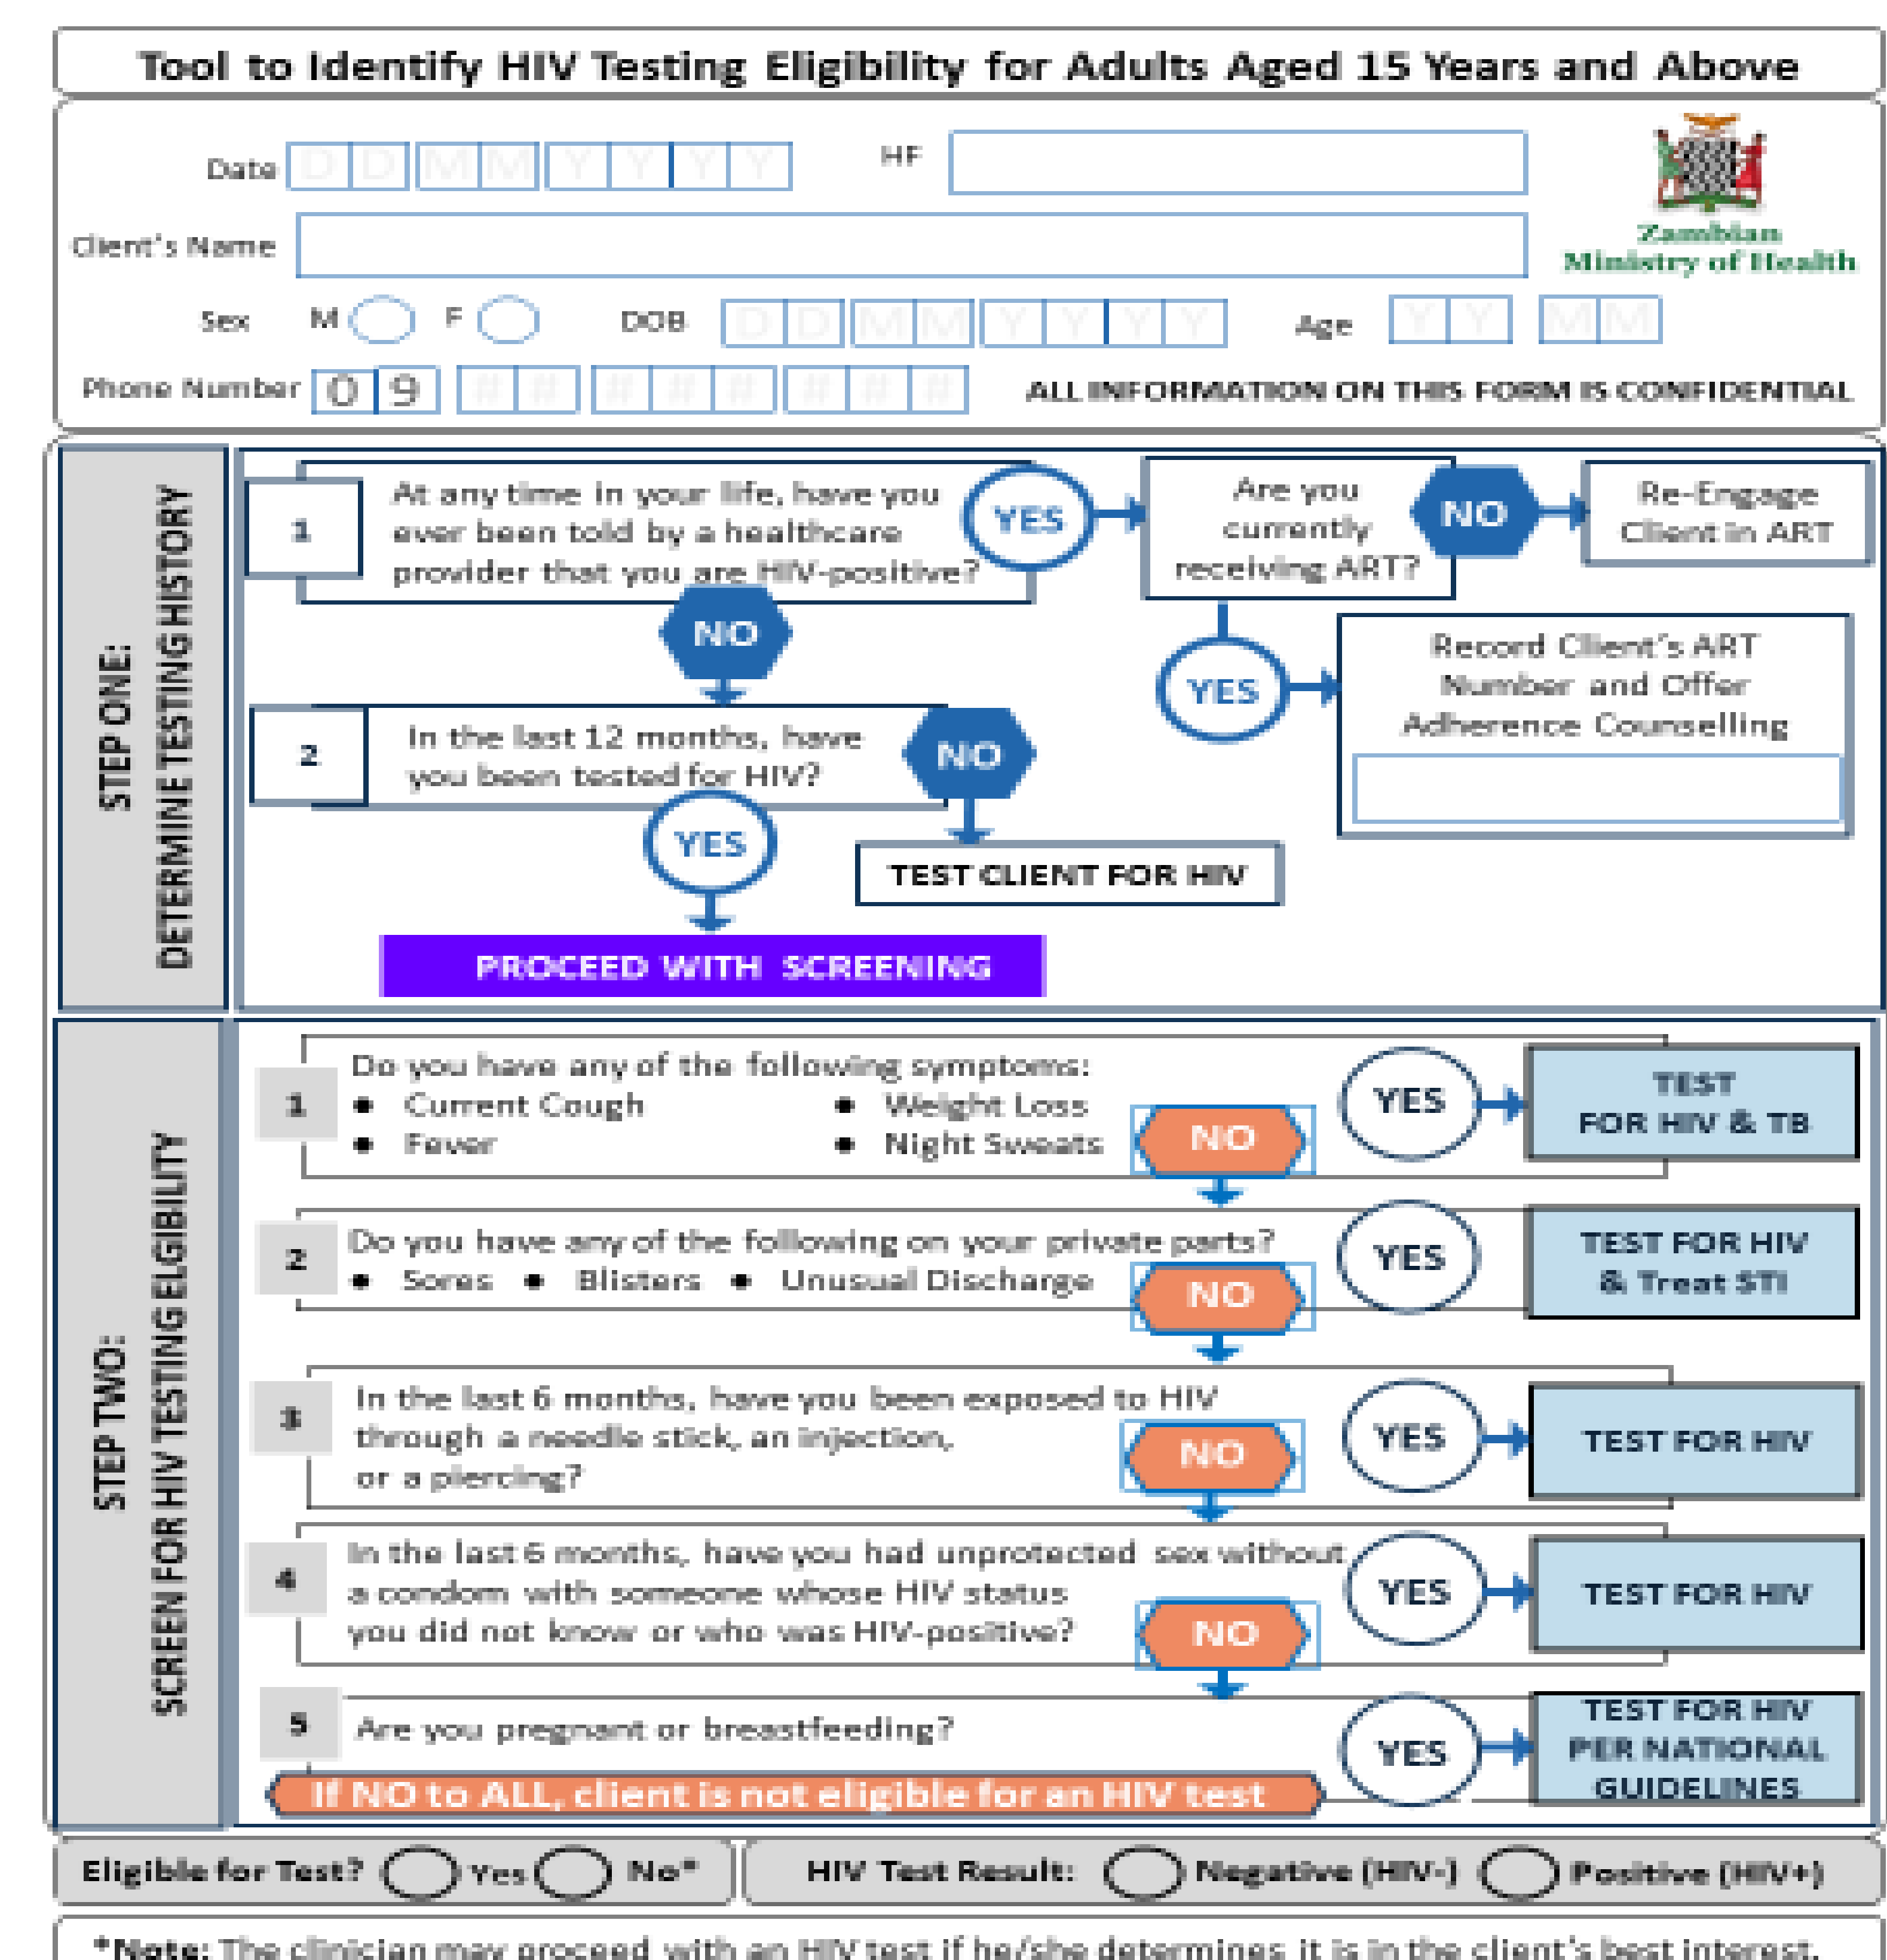 Tool to Identify HIV Testing Eligibility for Adults Aged 15 Years and Above
Date D D M M Y Y Y Y HF
Zambian
Ministry of Health
Client's Name
Sex M F DOB D D M M Y Y Y Y Age Y Y M M
Phone Number 0 9 # # # # # # # # ALL INFORMATION ON THIS FORM IS CONFIDENTIAL
STEP ONE:
DETERMINE TESTING HISTORY
1
At any time in your life, have you
ever been told by a healthcare
provider that you are HIV-positive?
YES
Are you
currently
receiving ART?
NO
Re-Engage
Client in ART
NO
YES
Record Client's ART
Number and Offer
Adherence Counselling
2
In the last 12 months, have
you been tested for HIV?
NO
YES
TEST CLIENT FOR HIV
PROCEED WITH SCREENING
STEP TWO:
SCREEN FOR HIV TESTING ELGIBILITY
1
Do you have any of the following symptoms:
• Current Cough • Weight Loss
• Fever • Night Sweats
NO
YES
TEST
FOR HIV & TB
2
Do you have any of the following on your private parts?
• Sores • Blisters • Unusual Discharge
NO
YES
TEST FOR HIV
& Treat STI
3
In the last 6 months, have you been exposed to HIV
through a needle stick, an injection,
or a piercing?
NO
YES
TEST FOR HIV
4
In the last 6 months, have you had unprotected sex without
a condom with someone whose HIV status
you did not know or who was HIV-positive?
NO
YES
TEST FOR HIV
5
Are you pregnant or breastfeeding?
YES
TEST FOR HIV
PER NATIONAL
GUIDELINES
If NO to ALL, client is not eligible for an HIV test
Eligible for Test? Yes No* HIV Test Result: Negative (HIV-) Positive (HIV+)
*Note: The clinician may proceed with an HIV test if he/she determines it is in the client's best interest.